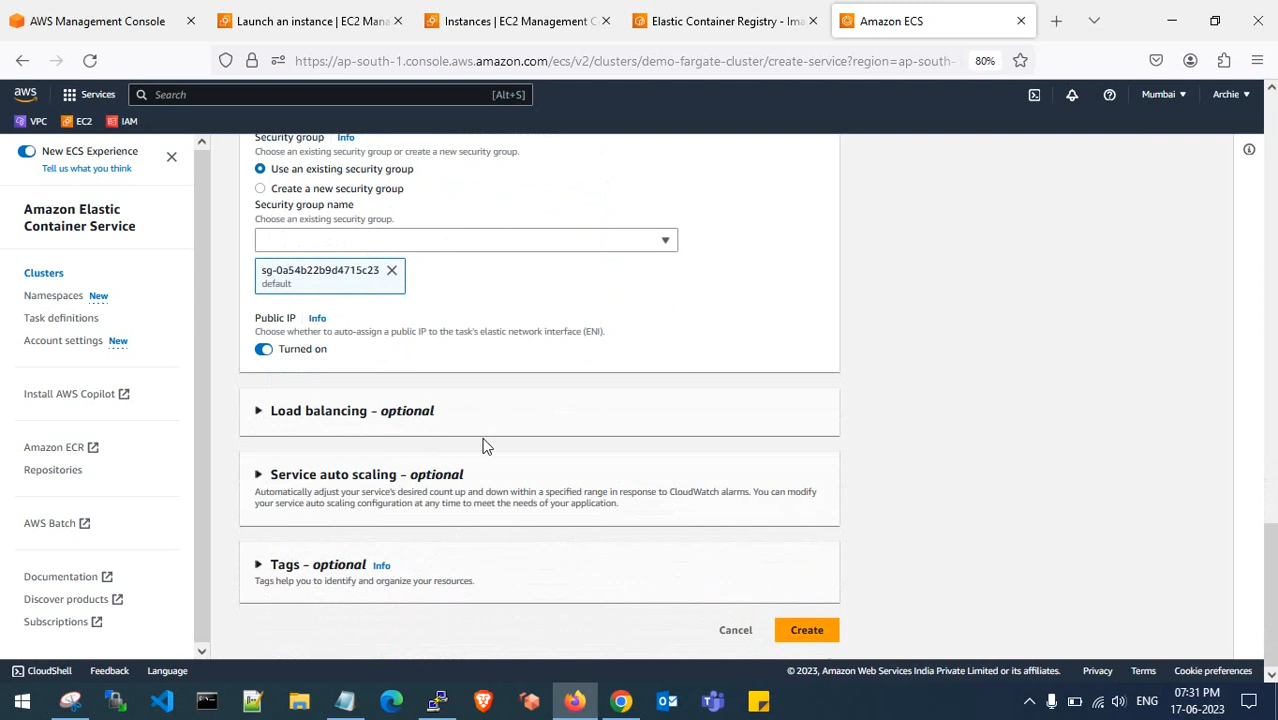 AWS Management Console
Launch an instance | EC2 Mana
Instances | EC2 Management C
Elastic Container Registry - Ima
Amazon ECS
https://ap-south-1.console.aws.amazon.com/ecs/v2/clusters/demo-fargate-cluster/create-service?region=ap-south-
80%
aws
Services
Search
[Alt+S]
Mumbai
Archie
VPC
EC2
IAM
New ECS Experience
Tell us what you think
Amazon Elastic
Container Service
Clusters
Namespaces New
Task definitions
Account settings New
Install AWS Copilot
Amazon ECR
Repositories
AWS Batch
Documentation
Discover products
Subscriptions
Security group Info
Choose an existing security group or create a new security group.
Use an existing security group
Create a new security group
Security group name
Choose an existing security group.
sg-0a54b22b9d4715c23
default
Public IP Info
Choose whether to auto-assign a public IP to the task's elastic network interface (ENI).
Turned on
Load balancing - optional
Service auto scaling - optional
Automatically adjust your service's desired count up and down within a specified range in response to CloudWatch alarms. You can modify
your service auto scaling configuration at any time to meet the needs of your application.
Tags - optional Info
Tags help you to identify and organize your resources.
Cancel
Create
CloudShell
Feedback
Language
© 2023, Amazon Web Services India Private Limited or its affiliates.
Privacy
Terms
Cookie preferences
ENG
07:31 PM
17-06-2023